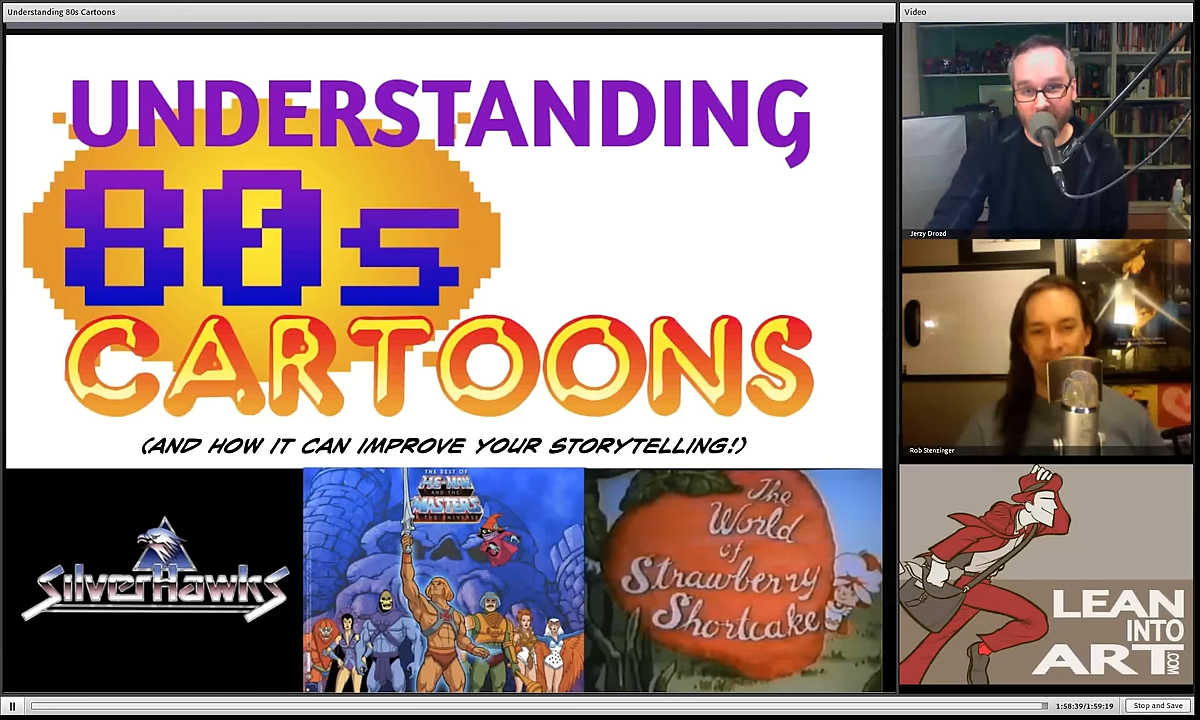 Understanding 80s Cartoons
Video
UNDERSTANDING
80s
CARTOONS
(AND HOW IT CAN IMPROVE YOUR STORYTELLING!)
SilverHawks
THE BEST OF
HE-MAN
AND THE
MASTERS
OF THE UNIVERSE
The
World
of
Strawberry
Shortcake
Jerzy Drozd
Rob Stenzinger
LEAN
INTO
ART.COM
1:58:39/1:59:19
Stop and Save